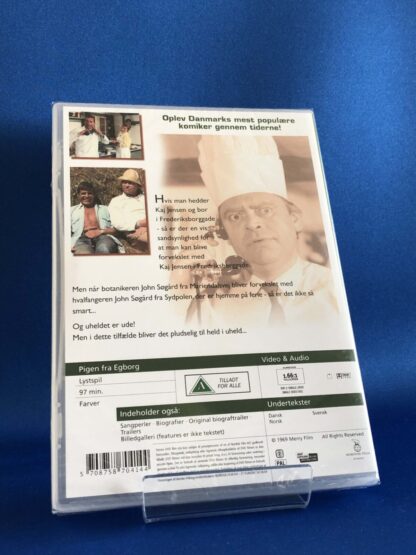 Oplev Danmarks mest populære
komiker gennem tiderne!
Hvis man hedder
Kaj Jensen og bor
i Frederiksborggade
- så er der en vis
sandsynlighed for
at man kan blive
forvekslet med
Kaj Jensen i Fredriksborggade.
Men når botanikeren John Søgård fra Mariendalsvej bliver forvekslet med
hvalfangeren John Søgård fra Sydpolen, der er hjemme på ferie - så er det ikke så
smart...
Og uheldet er ude!
Men i dette tilfælde bliver det pludselig til held i uheld...
Pigen fra Egborg
Video & Audio
Lystspil
97 min.
Farver
TILLADT
FOR ALLE
1.66:1
Indeholder også:
Sangperler · Biografier · Original biograftrailer
Trailers
Billedgalleri (features er ikke tekstet)
Undertekster
Dansk
Svensk
Norsk
5 708758 704144
PAL
© 1969 Merry Film
All Rights Reserved.